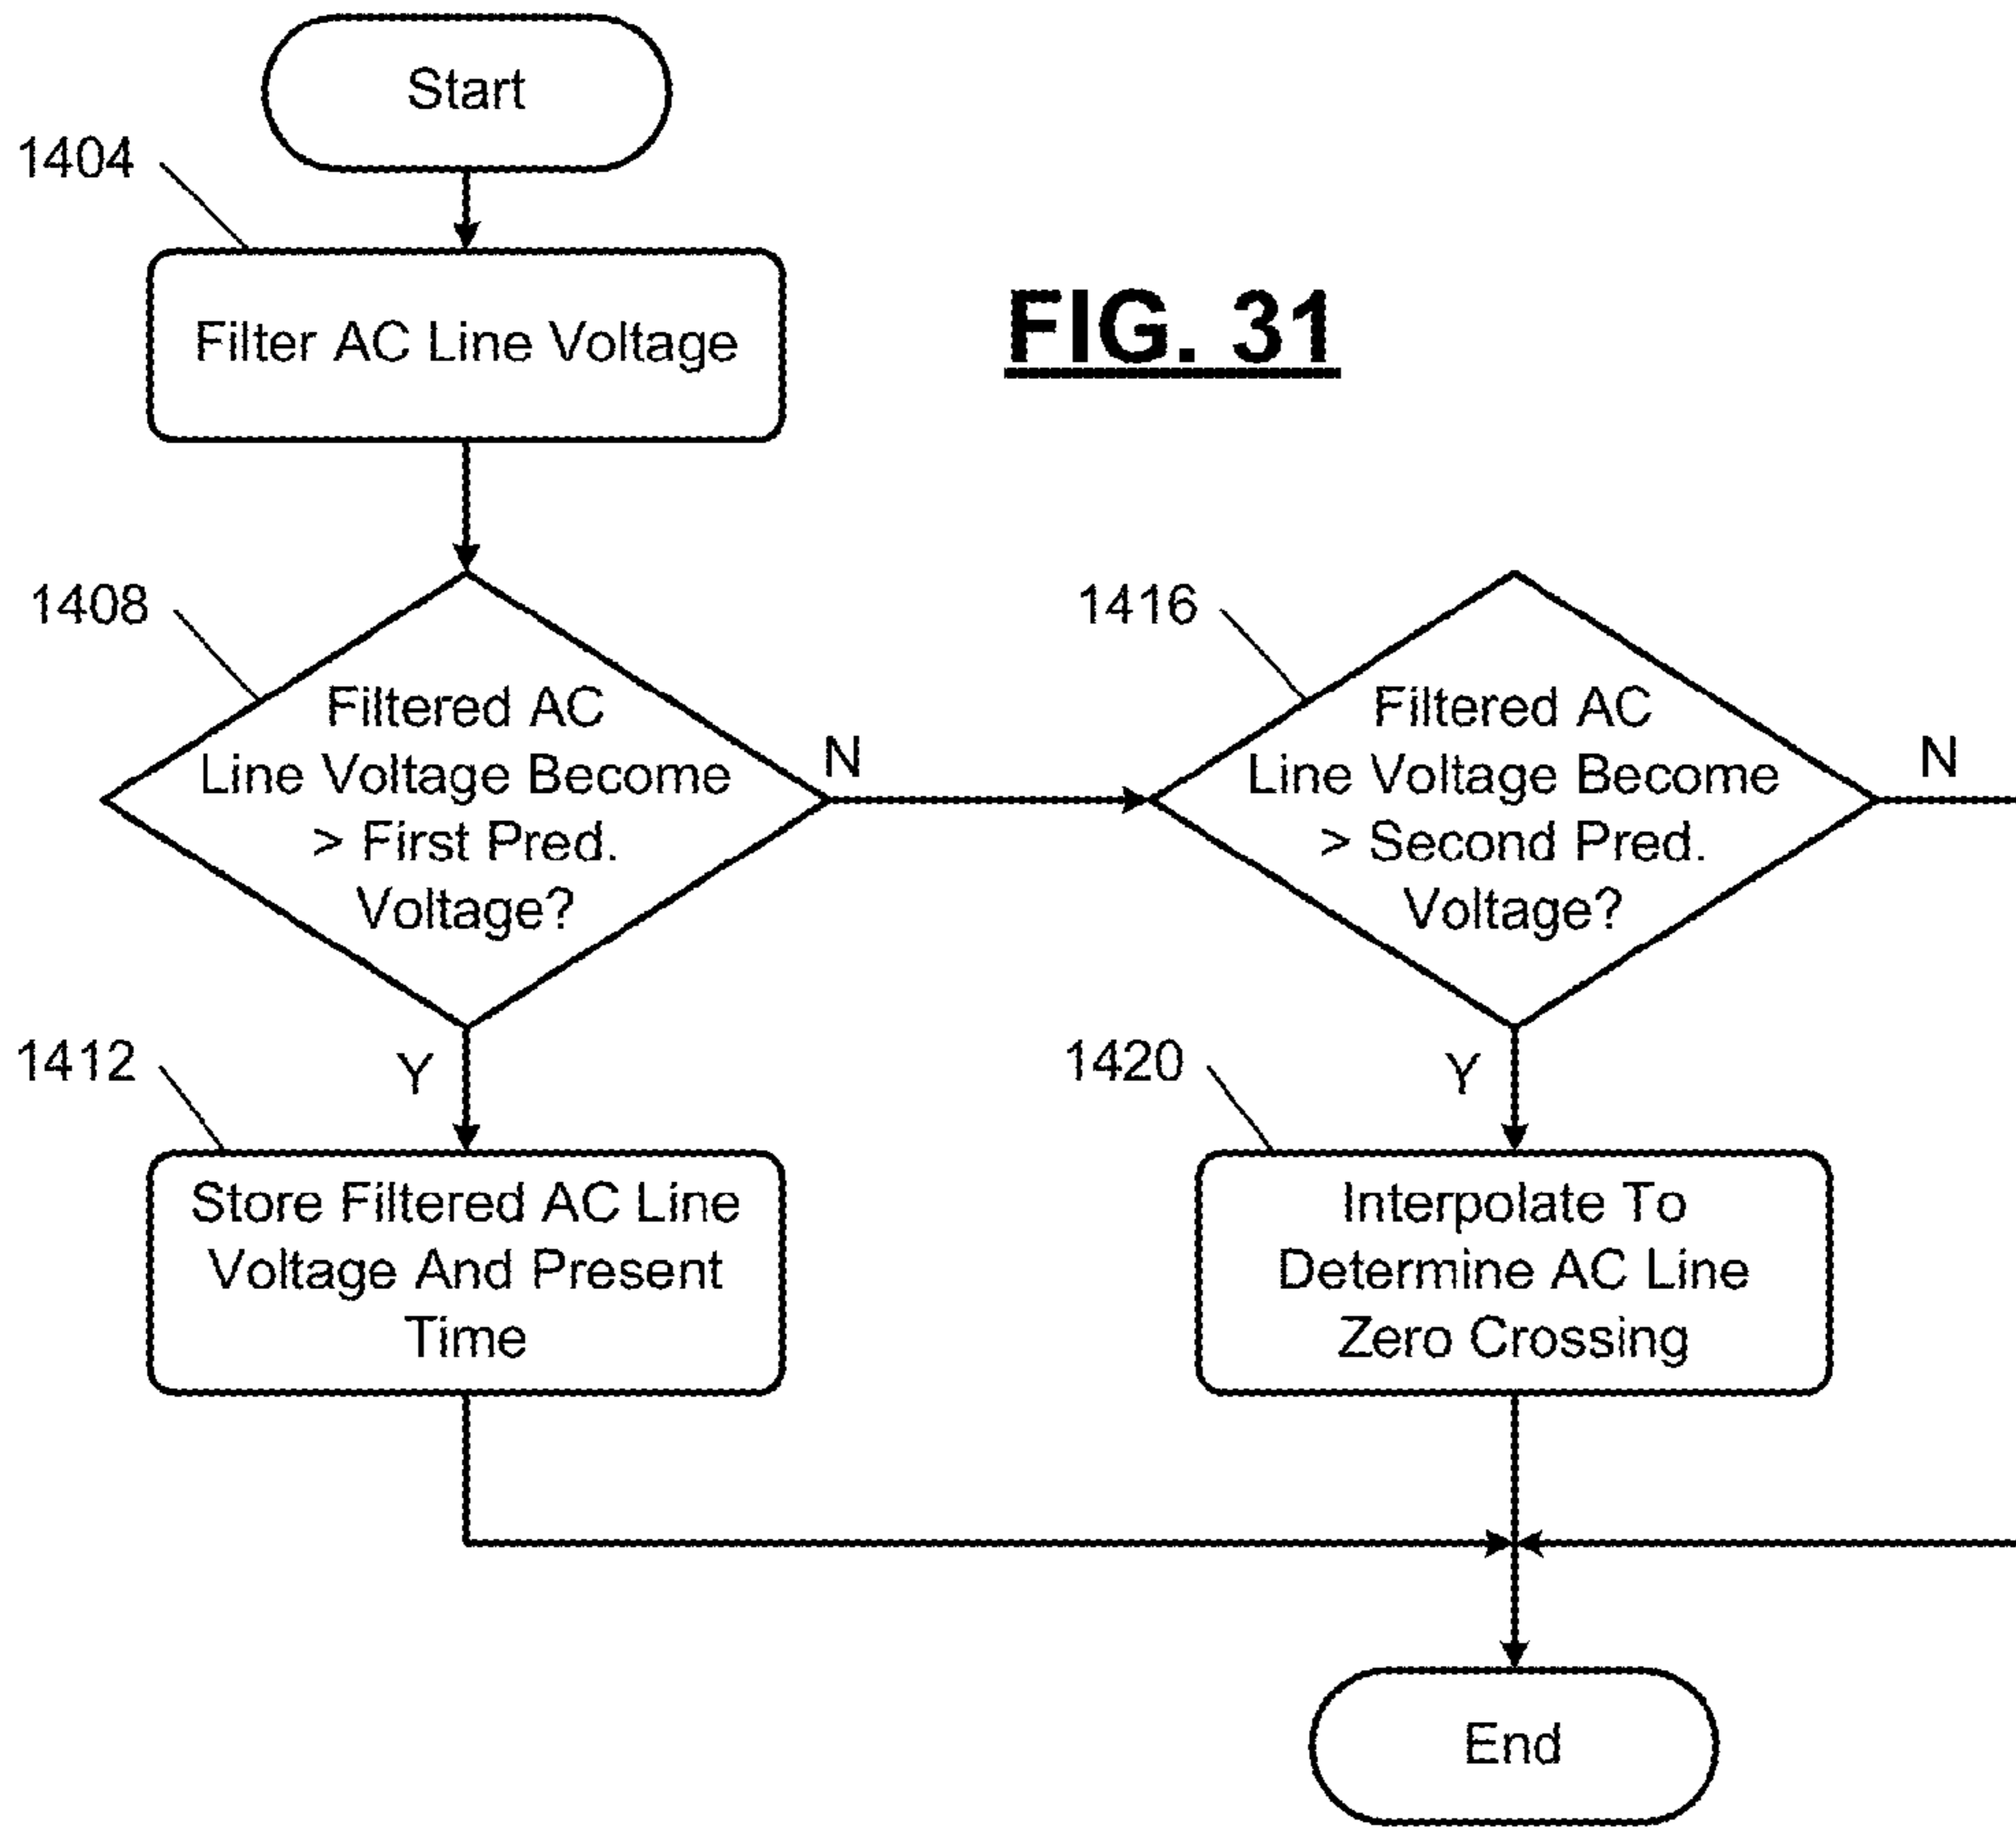 Start
1404
Filter AC Line Voltage
FIG. 31
1408
Filtered AC
Line Voltage Become
> First Pred.
Voltage?
N
Y
1416
Filtered AC
Line Voltage Become
> Second Pred.
Voltage?
N
Y
1412
Store Filtered AC Line
Voltage And Present
Time
1420
Interpolate To
Determine AC Line
Zero Crossing
End